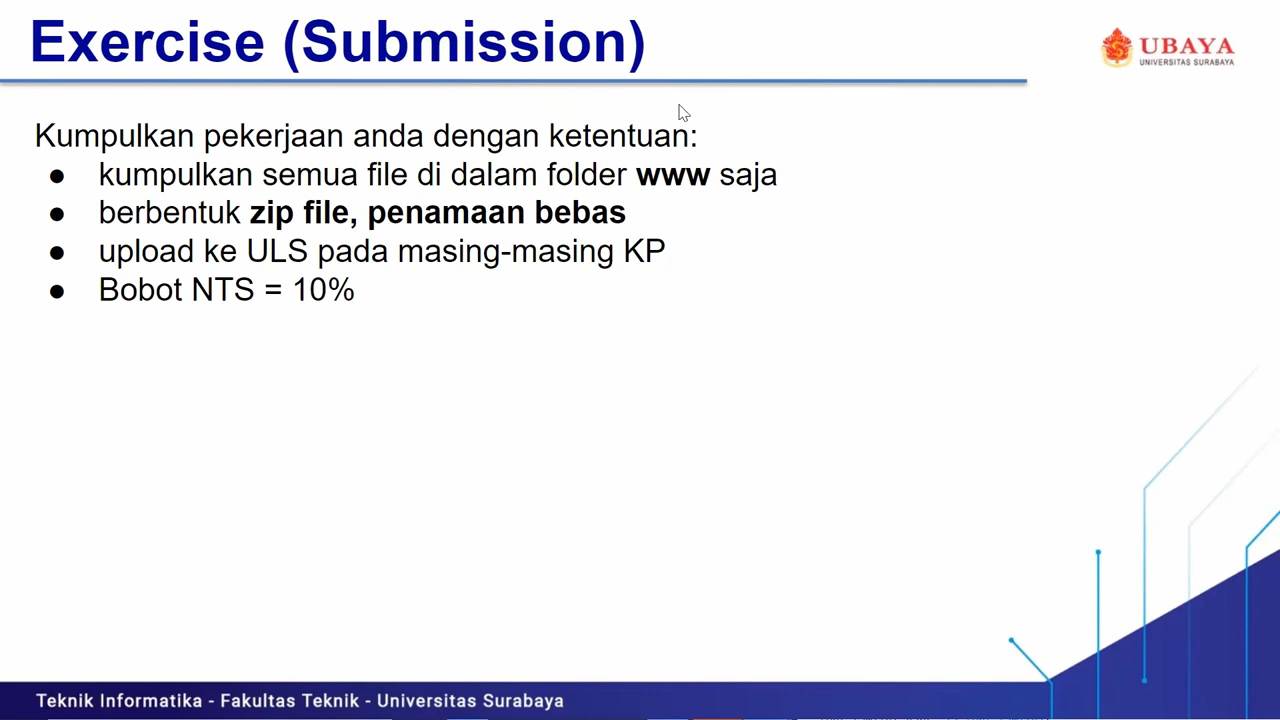 Exercise (Submission)
UBAYA
UNIVERSITAS SURABAYA
Kumpulkan pekerjaan anda dengan ketentuan:
● kumpulkan semua file di dalam folder www saja
● berbentuk zip file, penamaan bebas
● upload ke ULS pada masing-masing KP
● Bobot NTS = 10%
Teknik Informatika - Fakultas Teknik - Universitas Surabaya